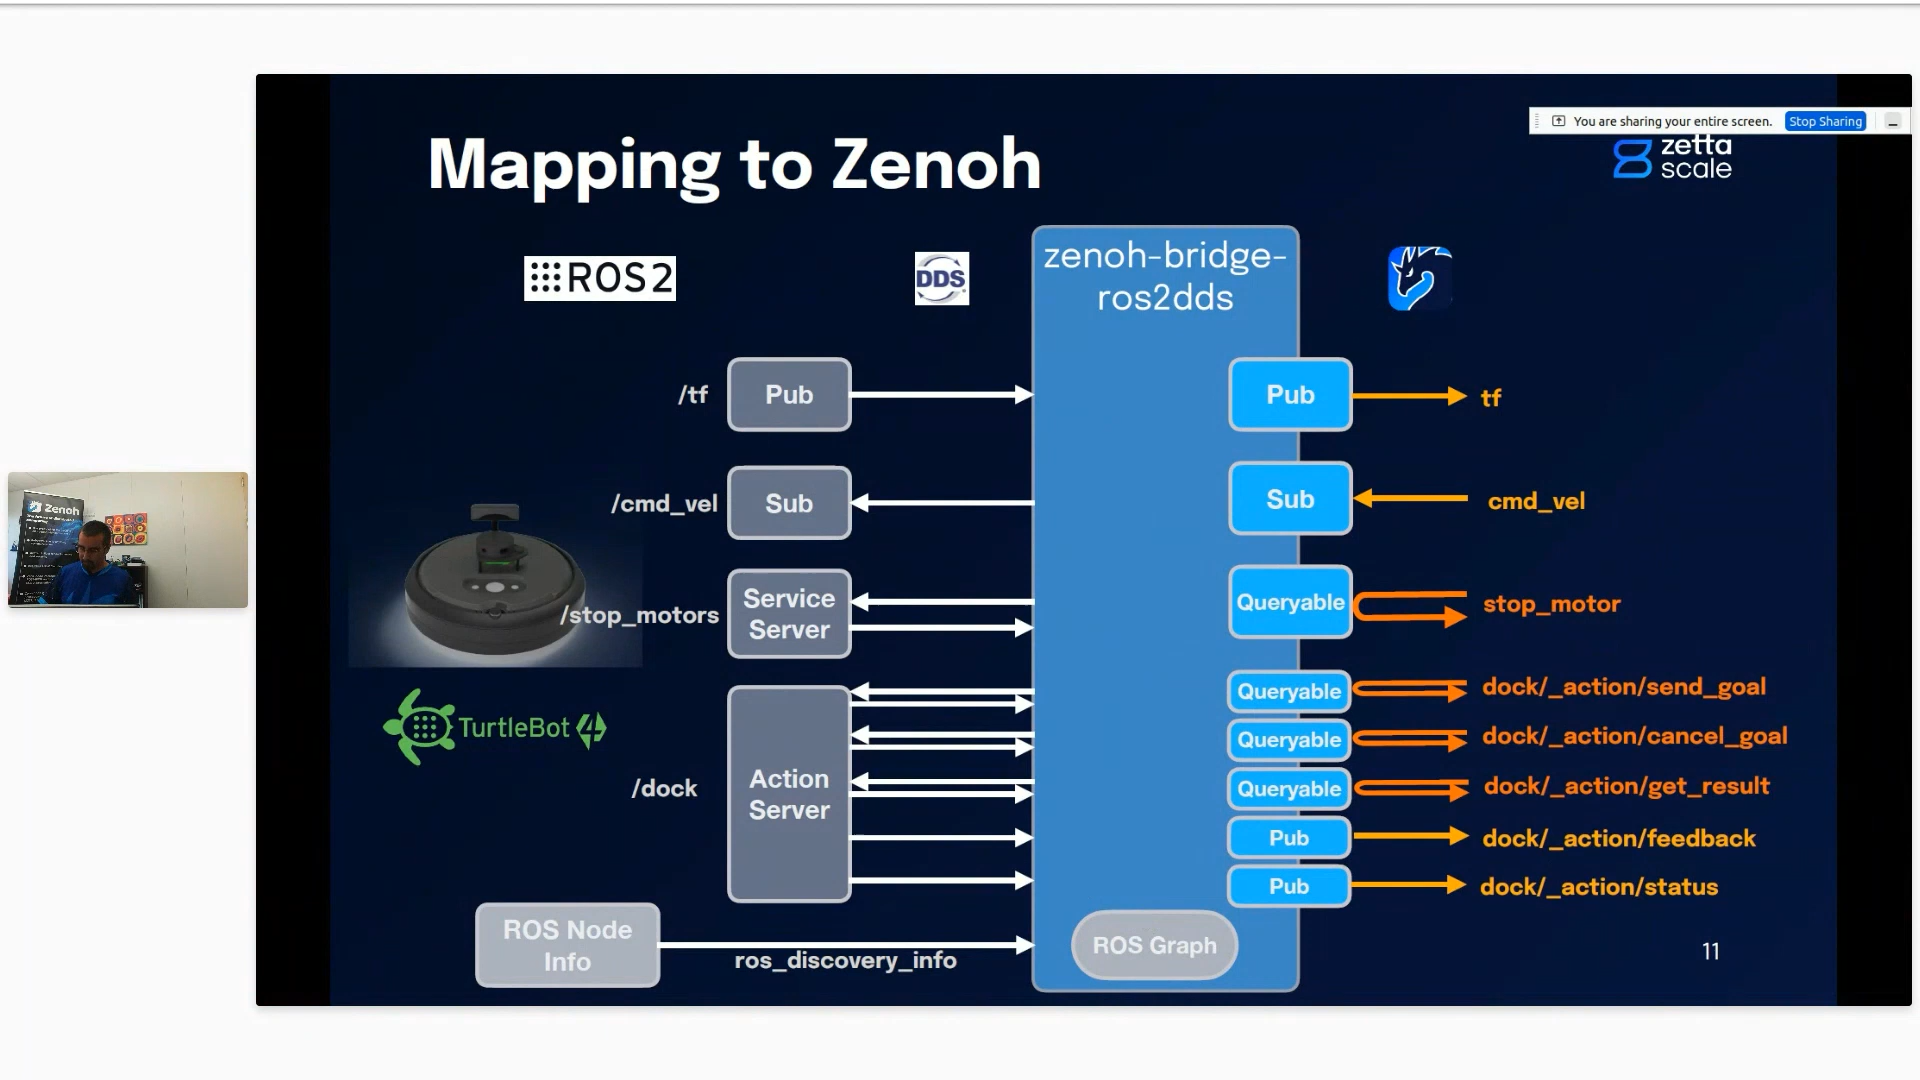 You are sharing your entire screen. Stop Sharing
Mapping to Zenoh
zetta
scale
ROS2
DDS
zenoh-bridge-
ros2dds
/tf
Pub
Pub
tf
/cmd_vel
Sub
Sub
cmd_vel
/stop_motors
Service
Server
Queryable
stop_motor
TurtleBot 4
/dock
Action
Server
Queryable
dock/_action/send_goal
Queryable
dock/_action/cancel_goal
Queryable
dock/_action/get_result
Pub
dock/_action/feedback
Pub
dock/_action/status
ROS Node
Info
ros_discovery_info
ROS Graph
11
Zenoh